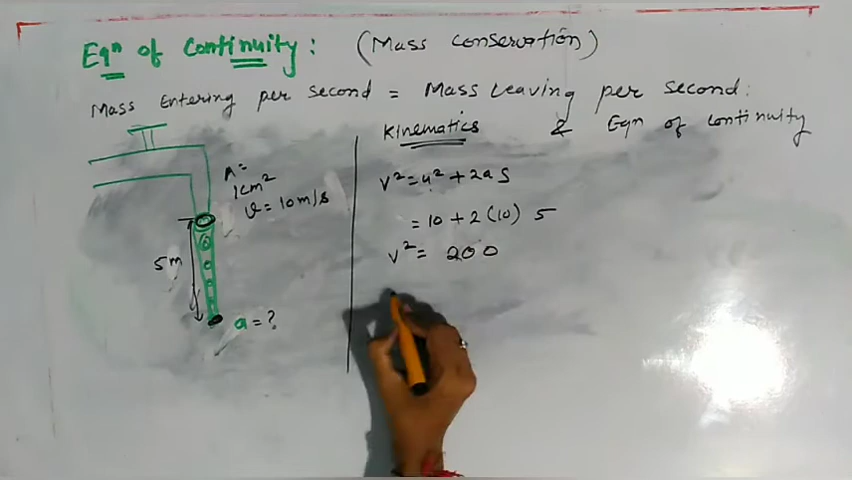 Eqⁿ of Continuity : (Mass conservation)
Mass Entering per second = Mass Leaving per second.
Kinematics & Eqⁿ of continuity
A =
1cm²
v = 10m/s
5m
a = ?
v² = u² + 2as
= 10 + 2 (10) 5
v² = 200